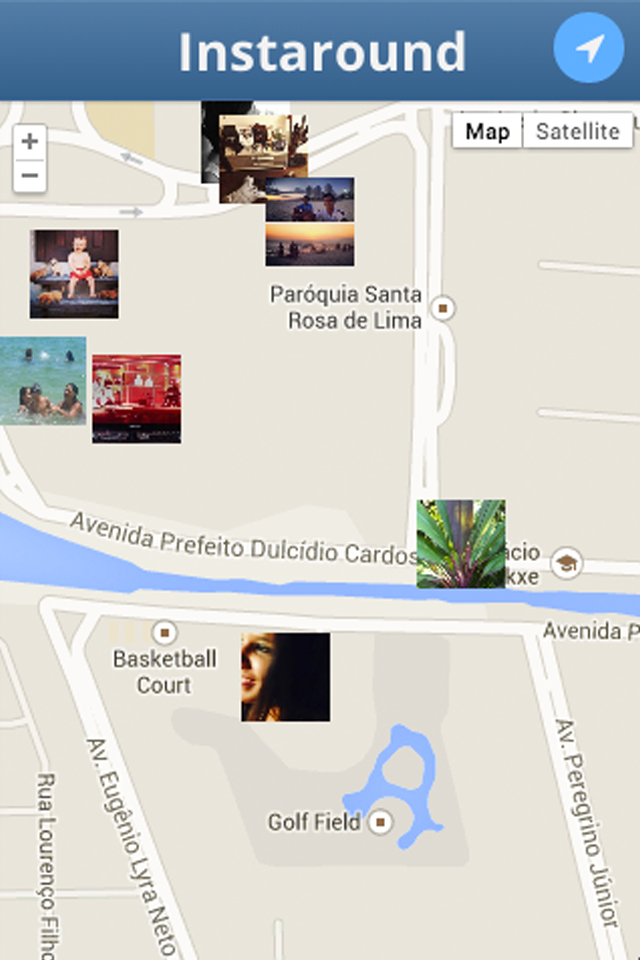 Instaround
+
−
Map
Satellite
Paróquia Santa
Rosa de Lima
Avenida Prefeito Dulcídio Cardos
Avenida P
Basketball
Court
Golf Field
Av. Eugênio Lyra Neto
Rua Lourenço Filho
Av. Peregrino Júnior